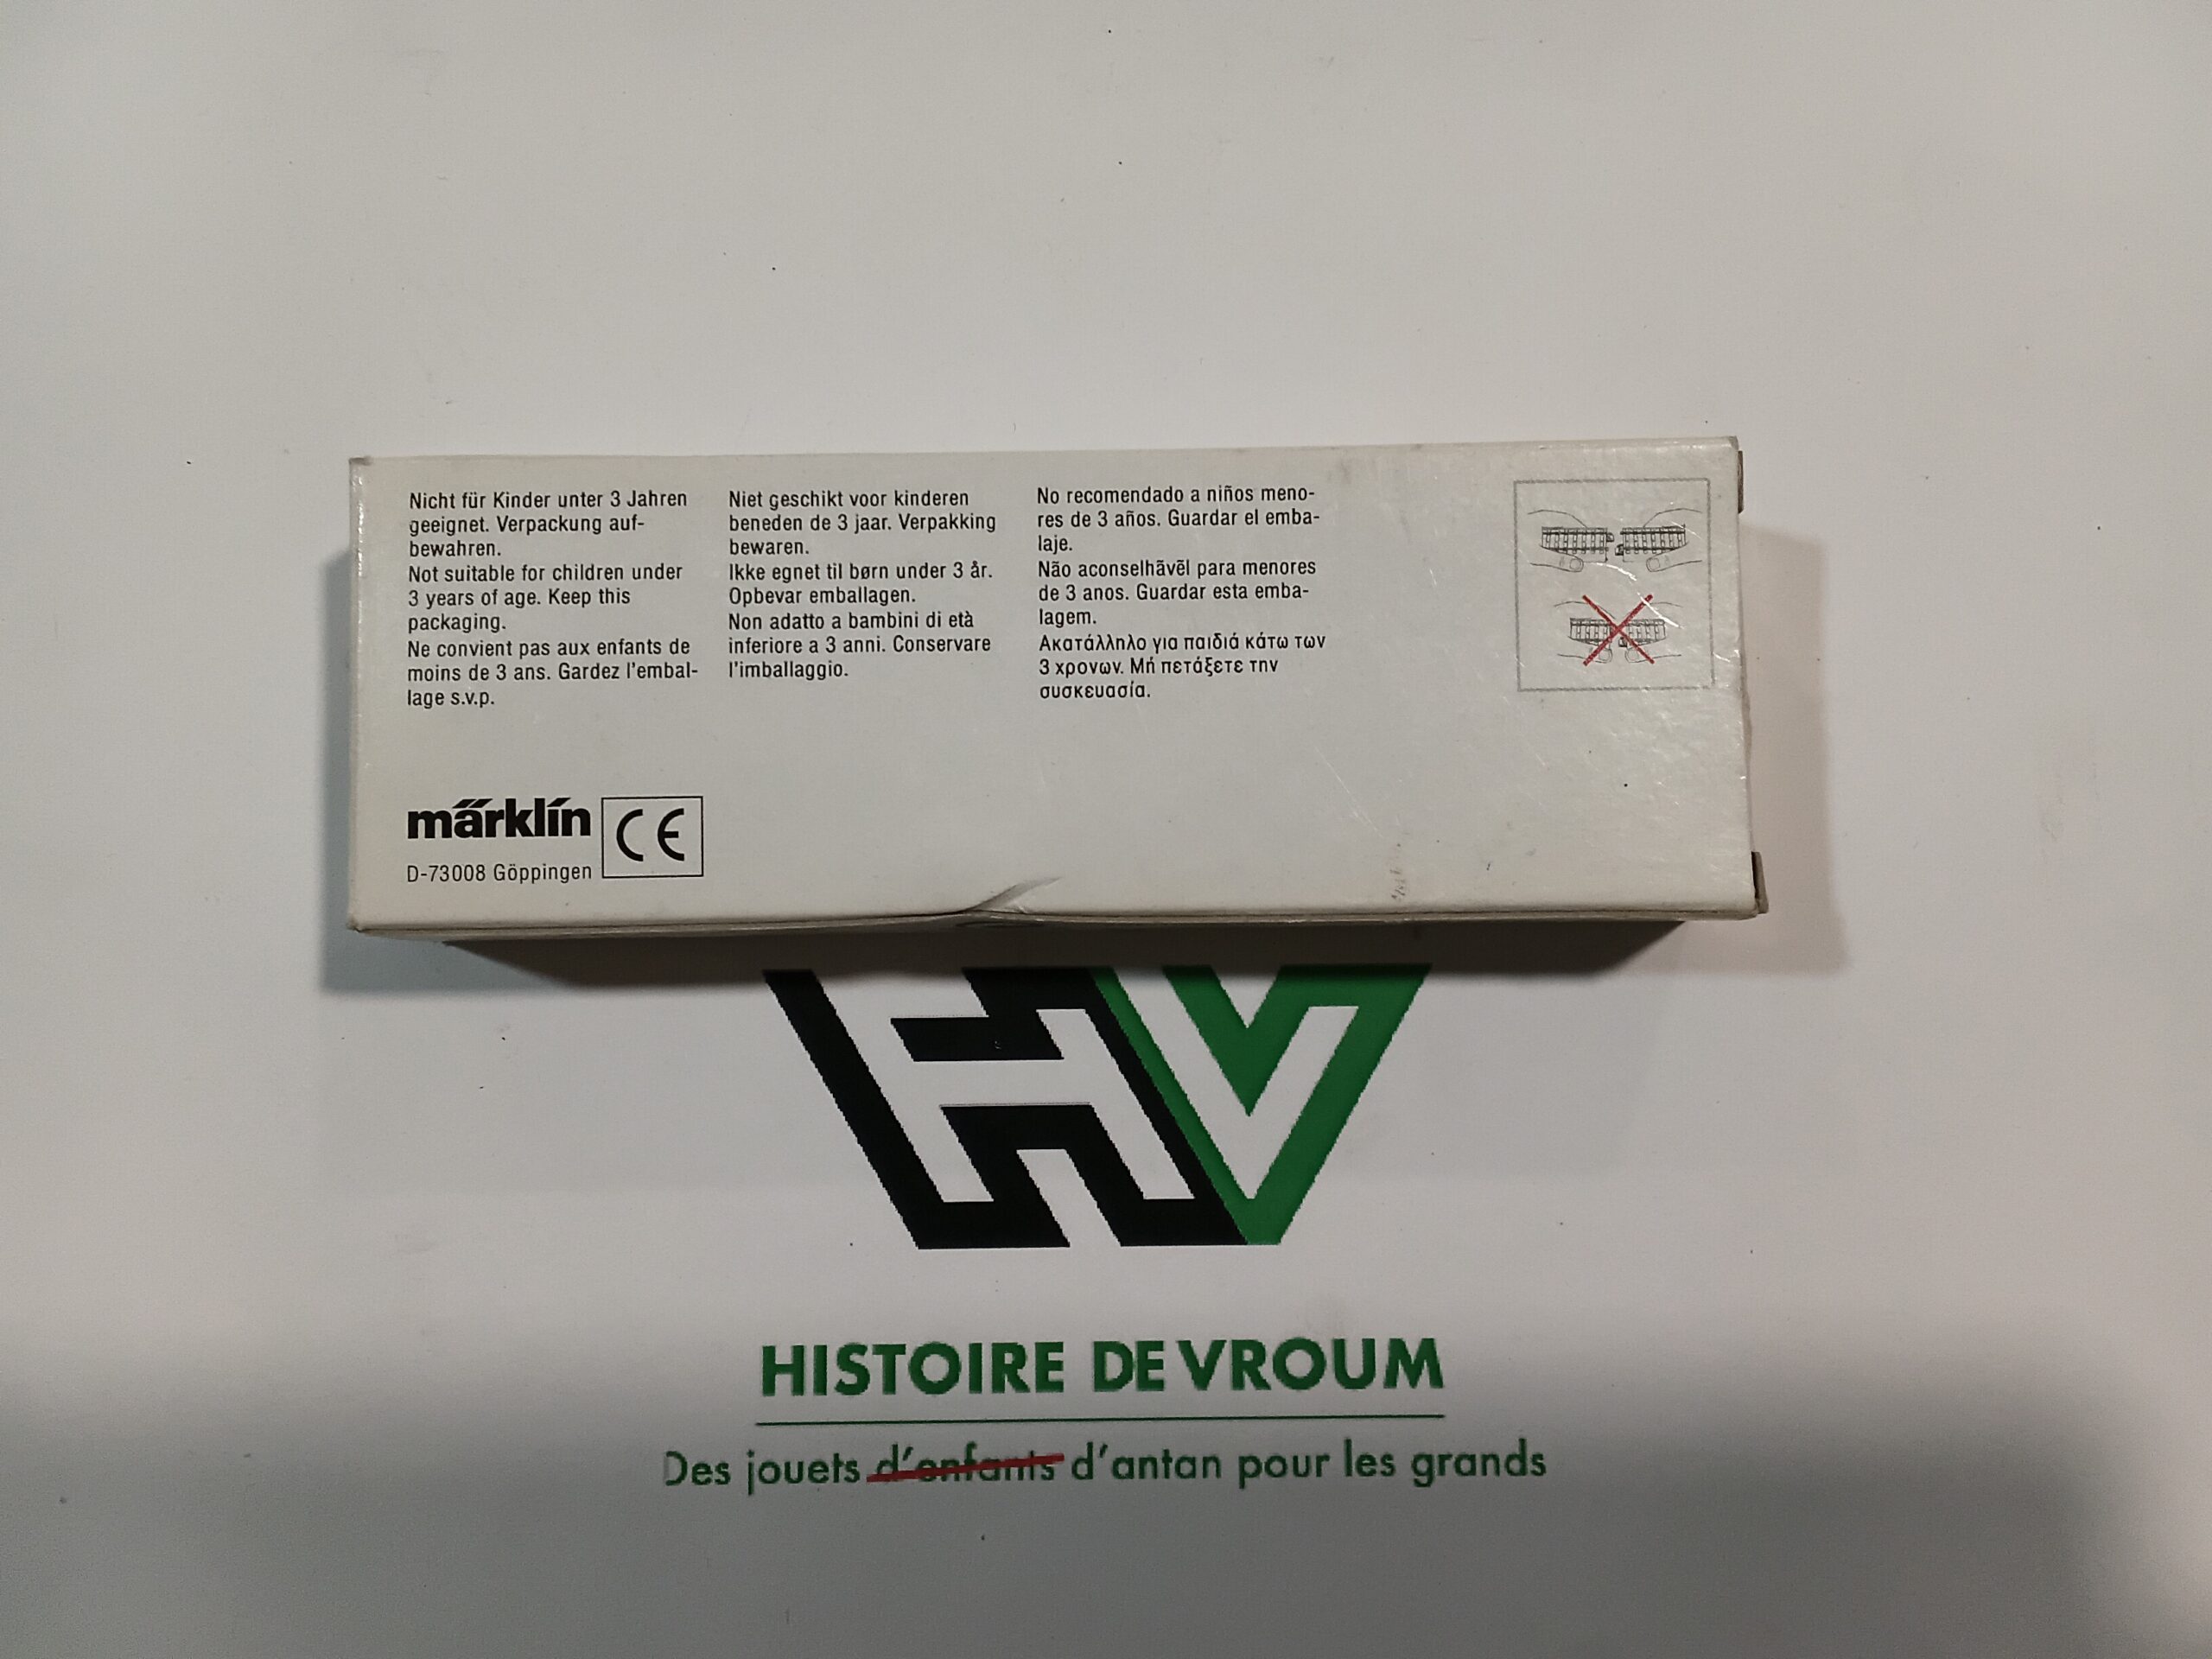 Nicht für Kinder unter 3 Jahren
geeignet. Verpackung auf-
bewahren.
Not suitable for children under
3 years of age. Keep this
packaging.
Ne convient pas aux enfants de
moins de 3 ans. Gardez l'embal-
lage s.v.p.
Niet geschikt voor kinderen
beneden de 3 jaar. Verpakking
bewaren.
Ikke egnet til børn under 3 år.
Opbevar emballagen.
Non adatto a bambini di età
inferiore a 3 anni. Conservare
l'imballaggio.
No recomendado a niños meno-
res de 3 años. Guardar el emba-
laje.
Não aconselhãvēl para menores
de 3 anos. Guardar esta emba-
lagem.
Ακατάλληλο για παιδιά κάτω των
3 χρονων. Μή πετάξετε την
συσκευασία.
märklín
CE
D-73008 Göppingen
HV
HISTOIRE DE VROUM
Des jouets d'enfants d'antan pour les grands